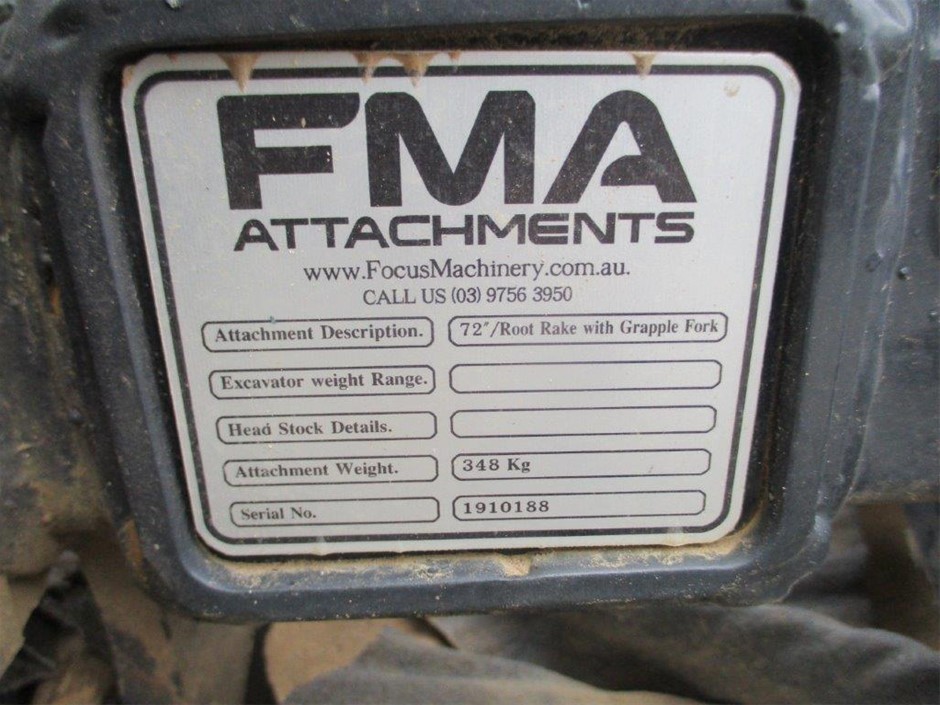 FMA
ATTACHMENTS
www.FocusMachinery.com.au.
CALL US (03) 9756 3950
Attachment Description. 72"/Root Rake with Grapple Fork
Excavator weight Range.
Head Stock Details.
Attachment Weight. 348 Kg
Serial No. 1910188